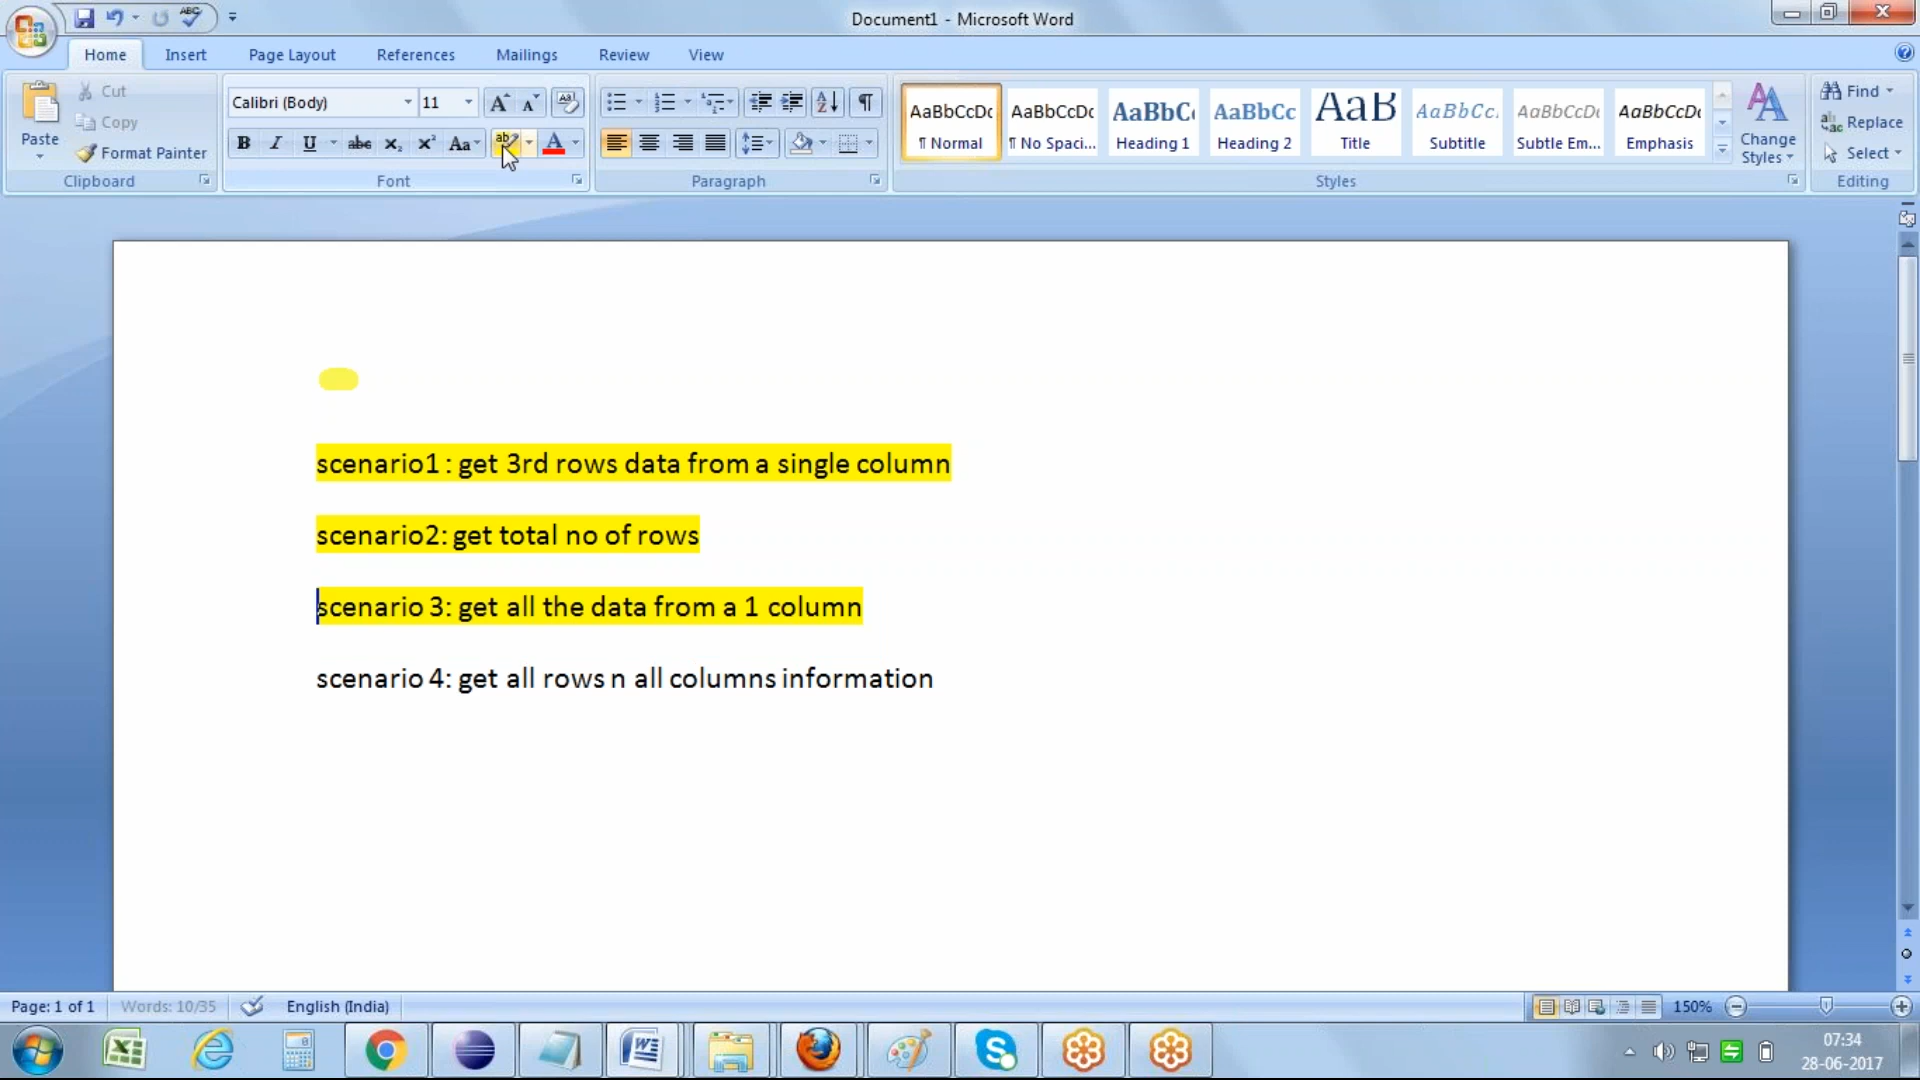 Document1 - Microsoft Word
Home Insert Page Layout References Mailings Review View
Paste
Cut
Copy
Format Painter
Clipboard
Calibri (Body) 11
Font
Paragraph
AaBbCcDc AaBbCcDc AaBbC AaBbCc AaB AaBbCc. AaBbCcDc AaBbCcDc
¶ Normal ¶ No Spaci... Heading 1 Heading 2 Title Subtitle Subtle Em... Emphasis
Change Styles
Styles
Find
Replace
Select
Editing
scenario1 : get 3rd rows data from a single column
scenario2: get total no of rows
scenario 3: get all the data from a 1 column
scenario 4: get all rows n all columns information
Page: 1 of 1 Words: 10/35 English (India) 150%
07:34
28-06-2017